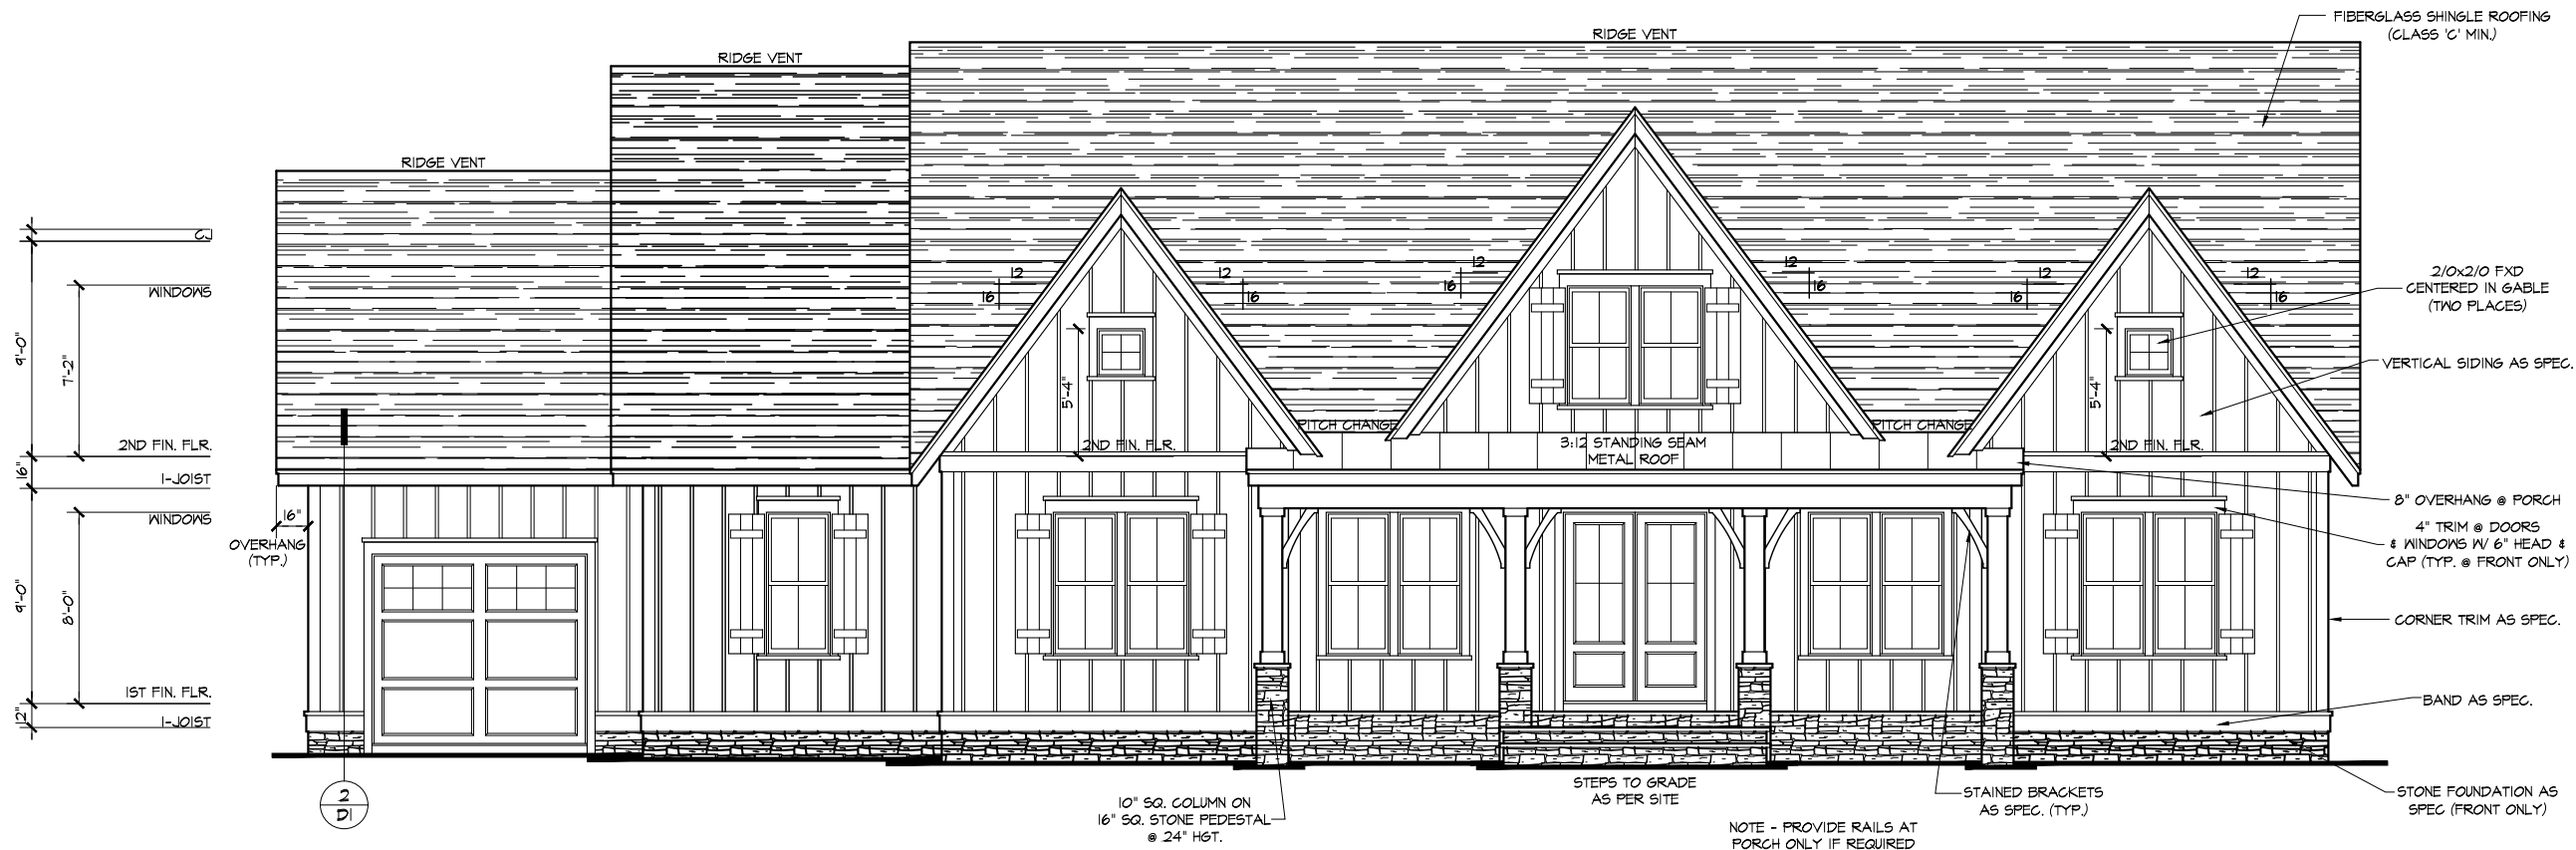 FIBERGLASS SHINGLE ROOFING
(CLASS 'C' MIN.)
RIDGE VENT
RIDGE VENT
RIDGE VENT
CJ
WINDOWS
9'-0"
7'-2"
2ND FIN. FLR.
16"
I-JOIST
WINDOWS
9'-0"
8'-0"
1ST FIN. FLR.
12"
I-JOIST
16"
OVERHANG
(TYP.)
2
D1
12
16
12
16
12
16
12
16
12
16
12
16
5'-4"
2ND FIN. FLR.
PITCH CHANGE
3:12 STANDING SEAM
METAL ROOF
PITCH CHANGE
5'-4"
2ND FIN. FLR.
2/0x2/0 FXD
CENTERED IN GABLE
(TWO PLACES)
VERTICAL SIDING AS SPEC.
8" OVERHANG @ PORCH
4" TRIM @ DOORS
& WINDOWS W/ 6" HEAD &
CAP (TYP. @ FRONT ONLY)
CORNER TRIM AS SPEC.
BAND AS SPEC.
STONE FOUNDATION AS
SPEC (FRONT ONLY)
10" SQ. COLUMN ON
16" SQ. STONE PEDESTAL
@ 24" HGT.
STEPS TO GRADE
AS PER SITE
STAINED BRACKETS
AS SPEC. (TYP.)
NOTE - PROVIDE RAILS AT
PORCH ONLY IF REQUIRED